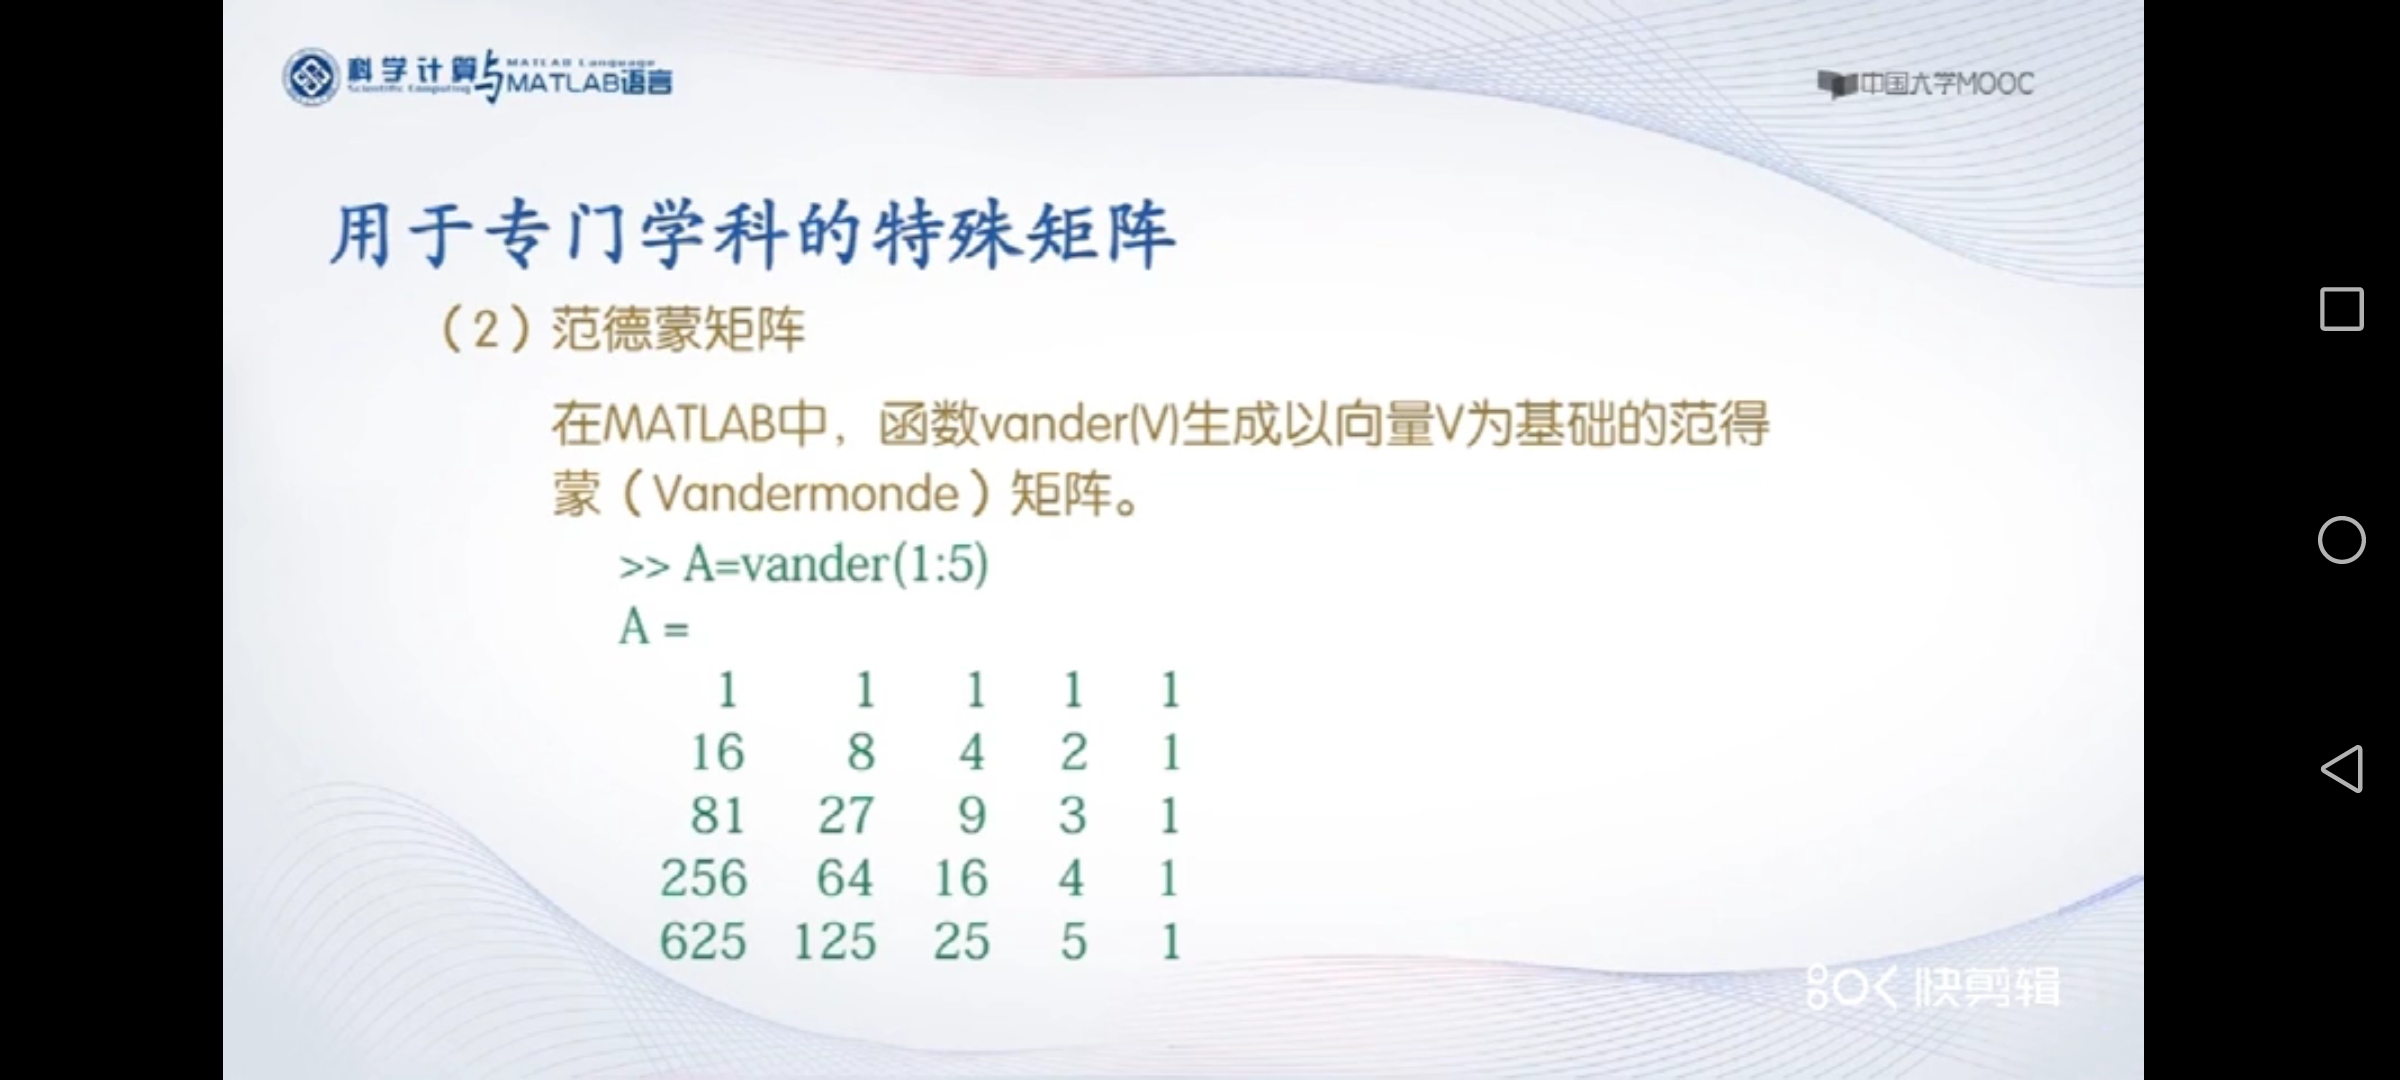 科学计算与MATLAB语言
Scientific Computing MATLAB Language
中国大学MOOC
用于专门学科的特殊矩阵
（2）范德蒙矩阵
在MATLAB中，函数vander(V)生成以向量V为基础的范得
蒙（Vandermonde）矩阵。
>> A=vander(1:5)
A =
1 1 1 1 1
16 8 4 2 1
81 27 9 3 1
256 64 16 4 1
625 125 25 5 1
快剪辑